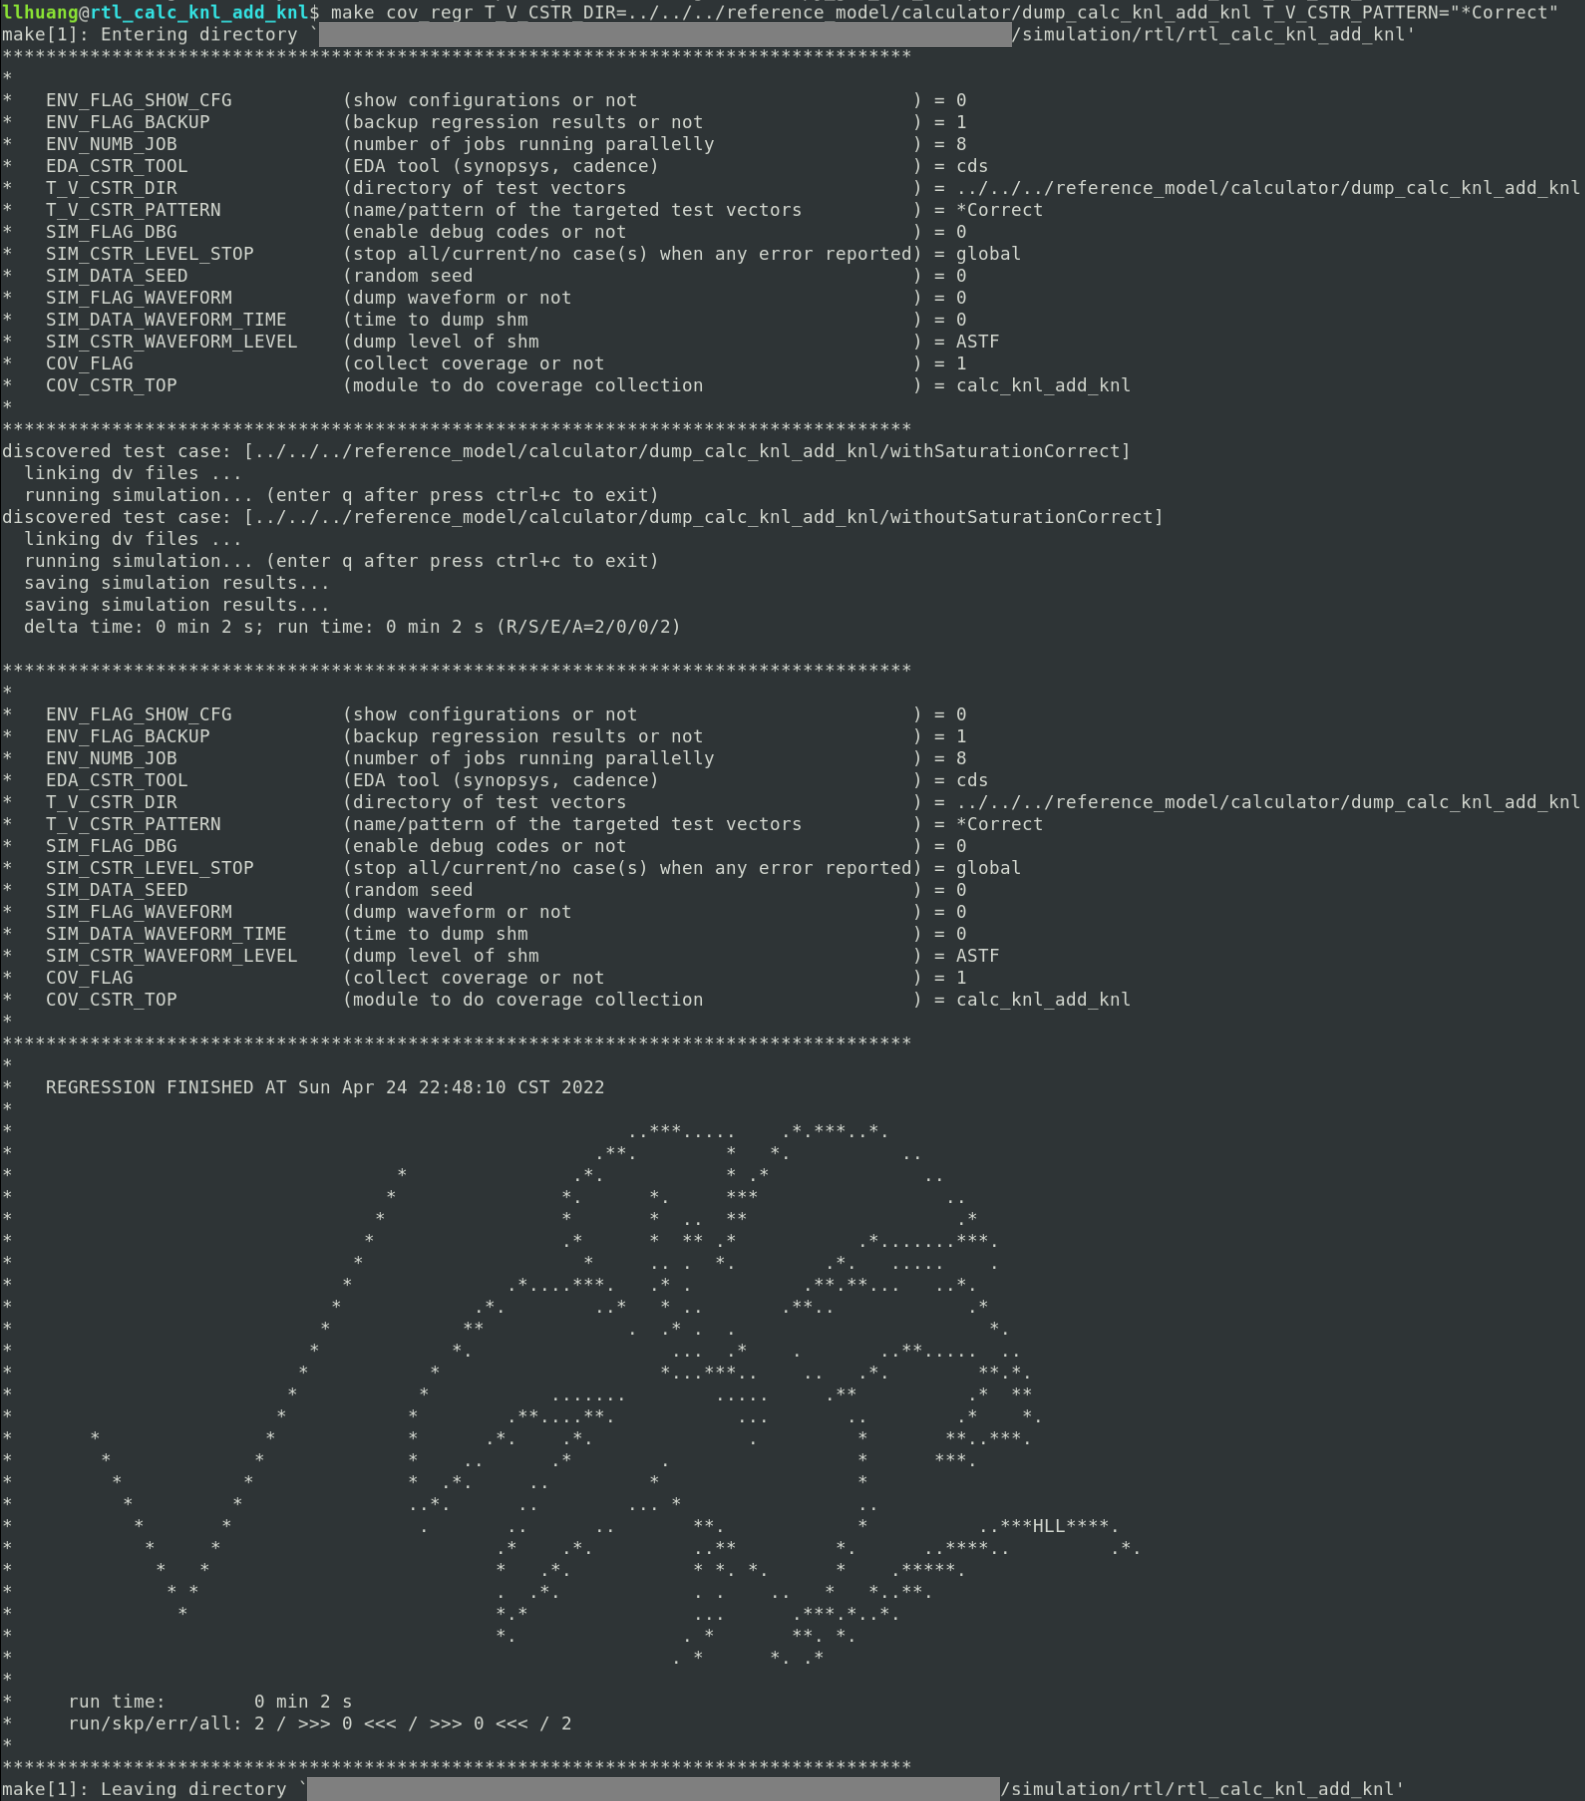 llhuang@rtl_calc_knl_add_knl$ make cov_regr T_V_CSTR_DIR=../../../reference_model/calculator/dump_calc_knl_add_knl T_V_CSTR_PATTERN="*Correct"
make[1]: Entering directory `/simulation/rtl/rtl_calc_knl_add_knl'
***********************************************************************************
*
*   ENV_FLAG_SHOW_CFG          (show configurations or not                         ) = 0
*   ENV_FLAG_BACKUP            (backup regression results or not                   ) = 1
*   ENV_NUMB_JOB               (number of jobs running parallelly                  ) = 8
*   EDA_CSTR_TOOL              (EDA tool (synopsys, cadence)                       ) = cds
*   T_V_CSTR_DIR               (directory of test vectors                          ) = ../../../reference_model/calculator/dump_calc_knl_add_knl
*   T_V_CSTR_PATTERN           (name/pattern of the targeted test vectors          ) = *Correct
*   SIM_FLAG_DBG               (enable debug codes or not                          ) = 0
*   SIM_CSTR_LEVEL_STOP        (stop all/current/no case(s) when any error reported) = global
*   SIM_DATA_SEED              (random seed                                        ) = 0
*   SIM_FLAG_WAVEFORM          (dump waveform or not                               ) = 0
*   SIM_DATA_WAVEFORM_TIME     (time to dump shm                                   ) = 0
*   SIM_CSTR_WAVEFORM_LEVEL    (dump level of shm                                  ) = ASTF
*   COV_FLAG                   (collect coverage or not                            ) = 1
*   COV_CSTR_TOP               (module to do coverage collection                   ) = calc_knl_add_knl
*
***********************************************************************************
discovered test case: [../../../reference_model/calculator/dump_calc_knl_add_knl/withSaturationCorrect]
  linking dv files ...
  running simulation... (enter q after press ctrl+c to exit)
discovered test case: [../../../reference_model/calculator/dump_calc_knl_add_knl/withoutSaturationCorrect]
  linking dv files ...
  running simulation... (enter q after press ctrl+c to exit)
  saving simulation results...
  saving simulation results...
  delta time: 0 min 2 s; run time: 0 min 2 s (R/S/E/A=2/0/0/2)
***********************************************************************************
*
*   ENV_FLAG_SHOW_CFG          (show configurations or not                         ) = 0
*   ENV_FLAG_BACKUP            (backup regression results or not                   ) = 1
*   ENV_NUMB_JOB               (number of jobs running parallelly                  ) = 8
*   EDA_CSTR_TOOL              (EDA tool (synopsys, cadence)                       ) = cds
*   T_V_CSTR_DIR               (directory of test vectors                          ) = ../../../reference_model/calculator/dump_calc_knl_add_knl
*   T_V_CSTR_PATTERN           (name/pattern of the targeted test vectors          ) = *Correct
*   SIM_FLAG_DBG               (enable debug codes or not                          ) = 0
*   SIM_CSTR_LEVEL_STOP        (stop all/current/no case(s) when any error reported) = global
*   SIM_DATA_SEED              (random seed                                        ) = 0
*   SIM_FLAG_WAVEFORM          (dump waveform or not                               ) = 0
*   SIM_DATA_WAVEFORM_TIME     (time to dump shm                                   ) = 0
*   SIM_CSTR_WAVEFORM_LEVEL    (dump level of shm                                  ) = ASTF
*   COV_FLAG                   (collect coverage or not                            ) = 1
*   COV_CSTR_TOP               (module to do coverage collection                   ) = calc_knl_add_knl
*
***********************************************************************************
*
*   REGRESSION FINISHED AT Sun Apr 24 22:48:10 CST 2022
*
..***HLL****.
*
*     run time:        0 min 2 s
*     run/skp/err/all: 2 / >>> 0 <<< / >>> 0 <<< / 2
*
***********************************************************************************
make[1]: Leaving directory `/simulation/rtl/rtl_calc_knl_add_knl'